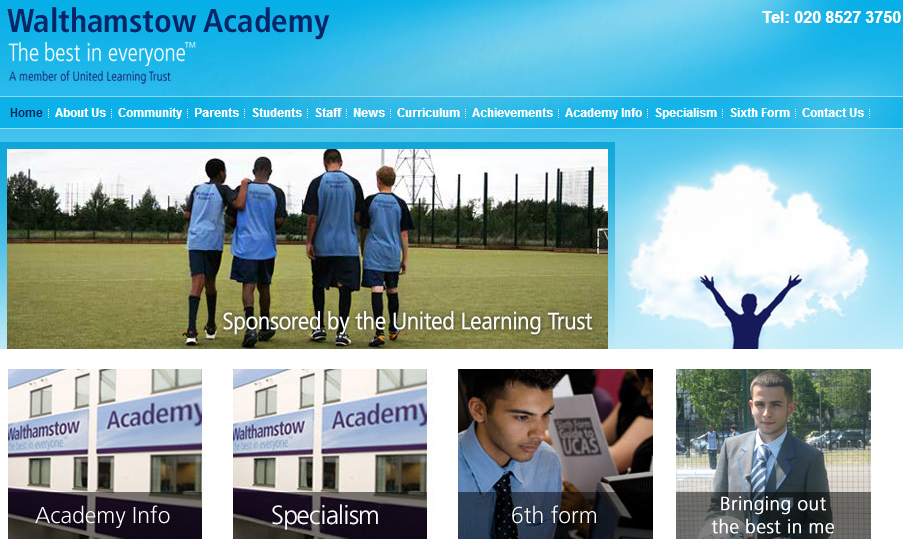 Walthamstow Academy
Tel: 020 8527 3750
The best in everyone™
A member of United Learning Trust
Home About Us Community Parents Students Staff News Curriculum Achievements Academy Info Specialism Sixth Form Contact Us
Sponsored by the United Learning Trust
Walthamstow Academy
the best in everyone
Academy Info
Walthamstow Academy
the best in everyone
Specialism
UCAS
6th form
Bringing out
the best in me